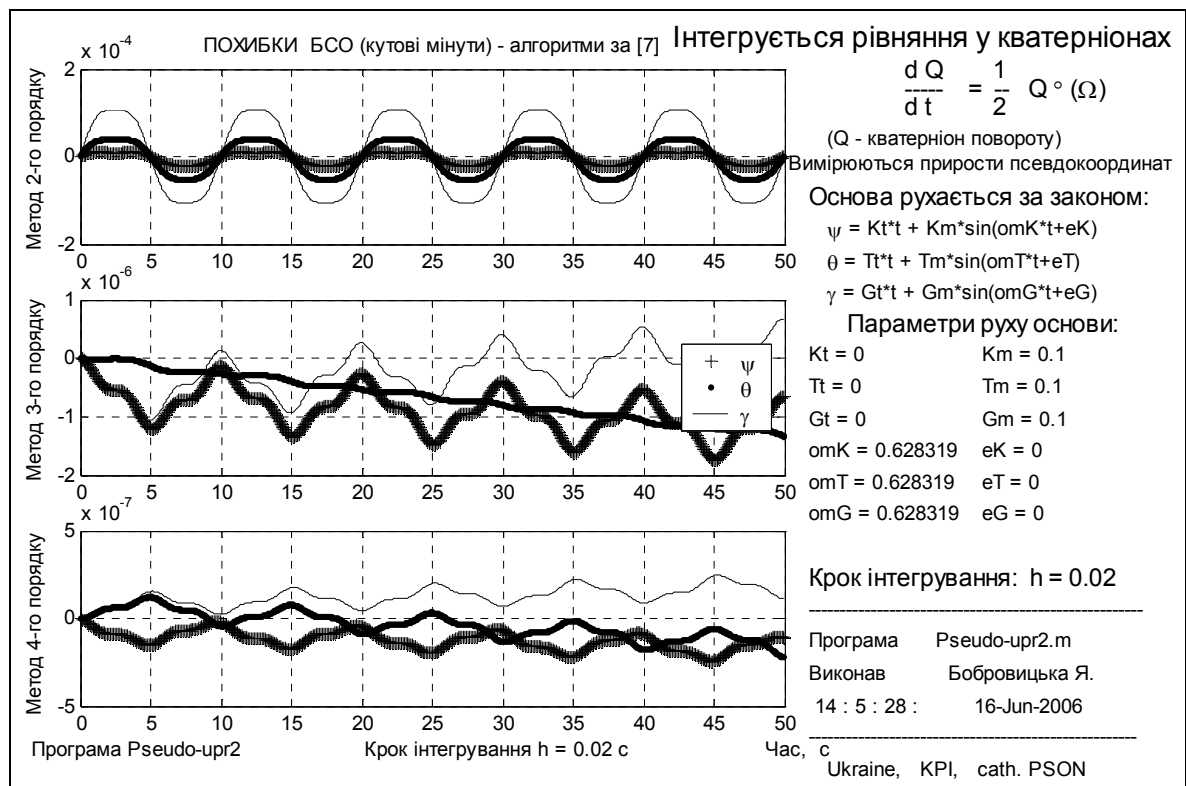 x 10^-4
ПОХИБКИ БСО (кутові мінути) - алгоритми за [7]
Метод 2-го порядку
2
0
-2
0 5 10 15 20 25 30 35 40 45 50
x 10^-6
Метод 3-го порядку
1
0
-1
-2
ψ
θ
γ
0 5 10 15 20 25 30 35 40 45 50
x 10^-7
Метод 4-го порядку
5
0
-5
0 5 10 15 20 25 30 35 40 45 50
Програма Pseudo-upr2 Крок інтегрування h = 0.02 с Час, с
Інтегрується рівняння у кватерніонах
d Q 1
----- = -- Q ° (Ω)
d t 2
(Q - кватерніон повороту)
Вимірюються прирости псевдокоординат
Основа рухається за законом:
ψ = Kt*t + Km*sin(omK*t+eK)
θ = Tt*t + Tm*sin(omT*t+eT)
γ = Gt*t + Gm*sin(omG*t+eG)
Параметри руху основи:
Kt = 0 Km = 0.1
Tt = 0 Tm = 0.1
Gt = 0 Gm = 0.1
omK = 0.628319 eK = 0
omT = 0.628319 eT = 0
omG = 0.628319 eG = 0
Крок інтегрування: h = 0.02
Програма Pseudo-upr2.m
Виконав Бобровицька Я.
14 : 5 : 28 : 16-Jun-2006
Ukraine, KPI, cath. PSON